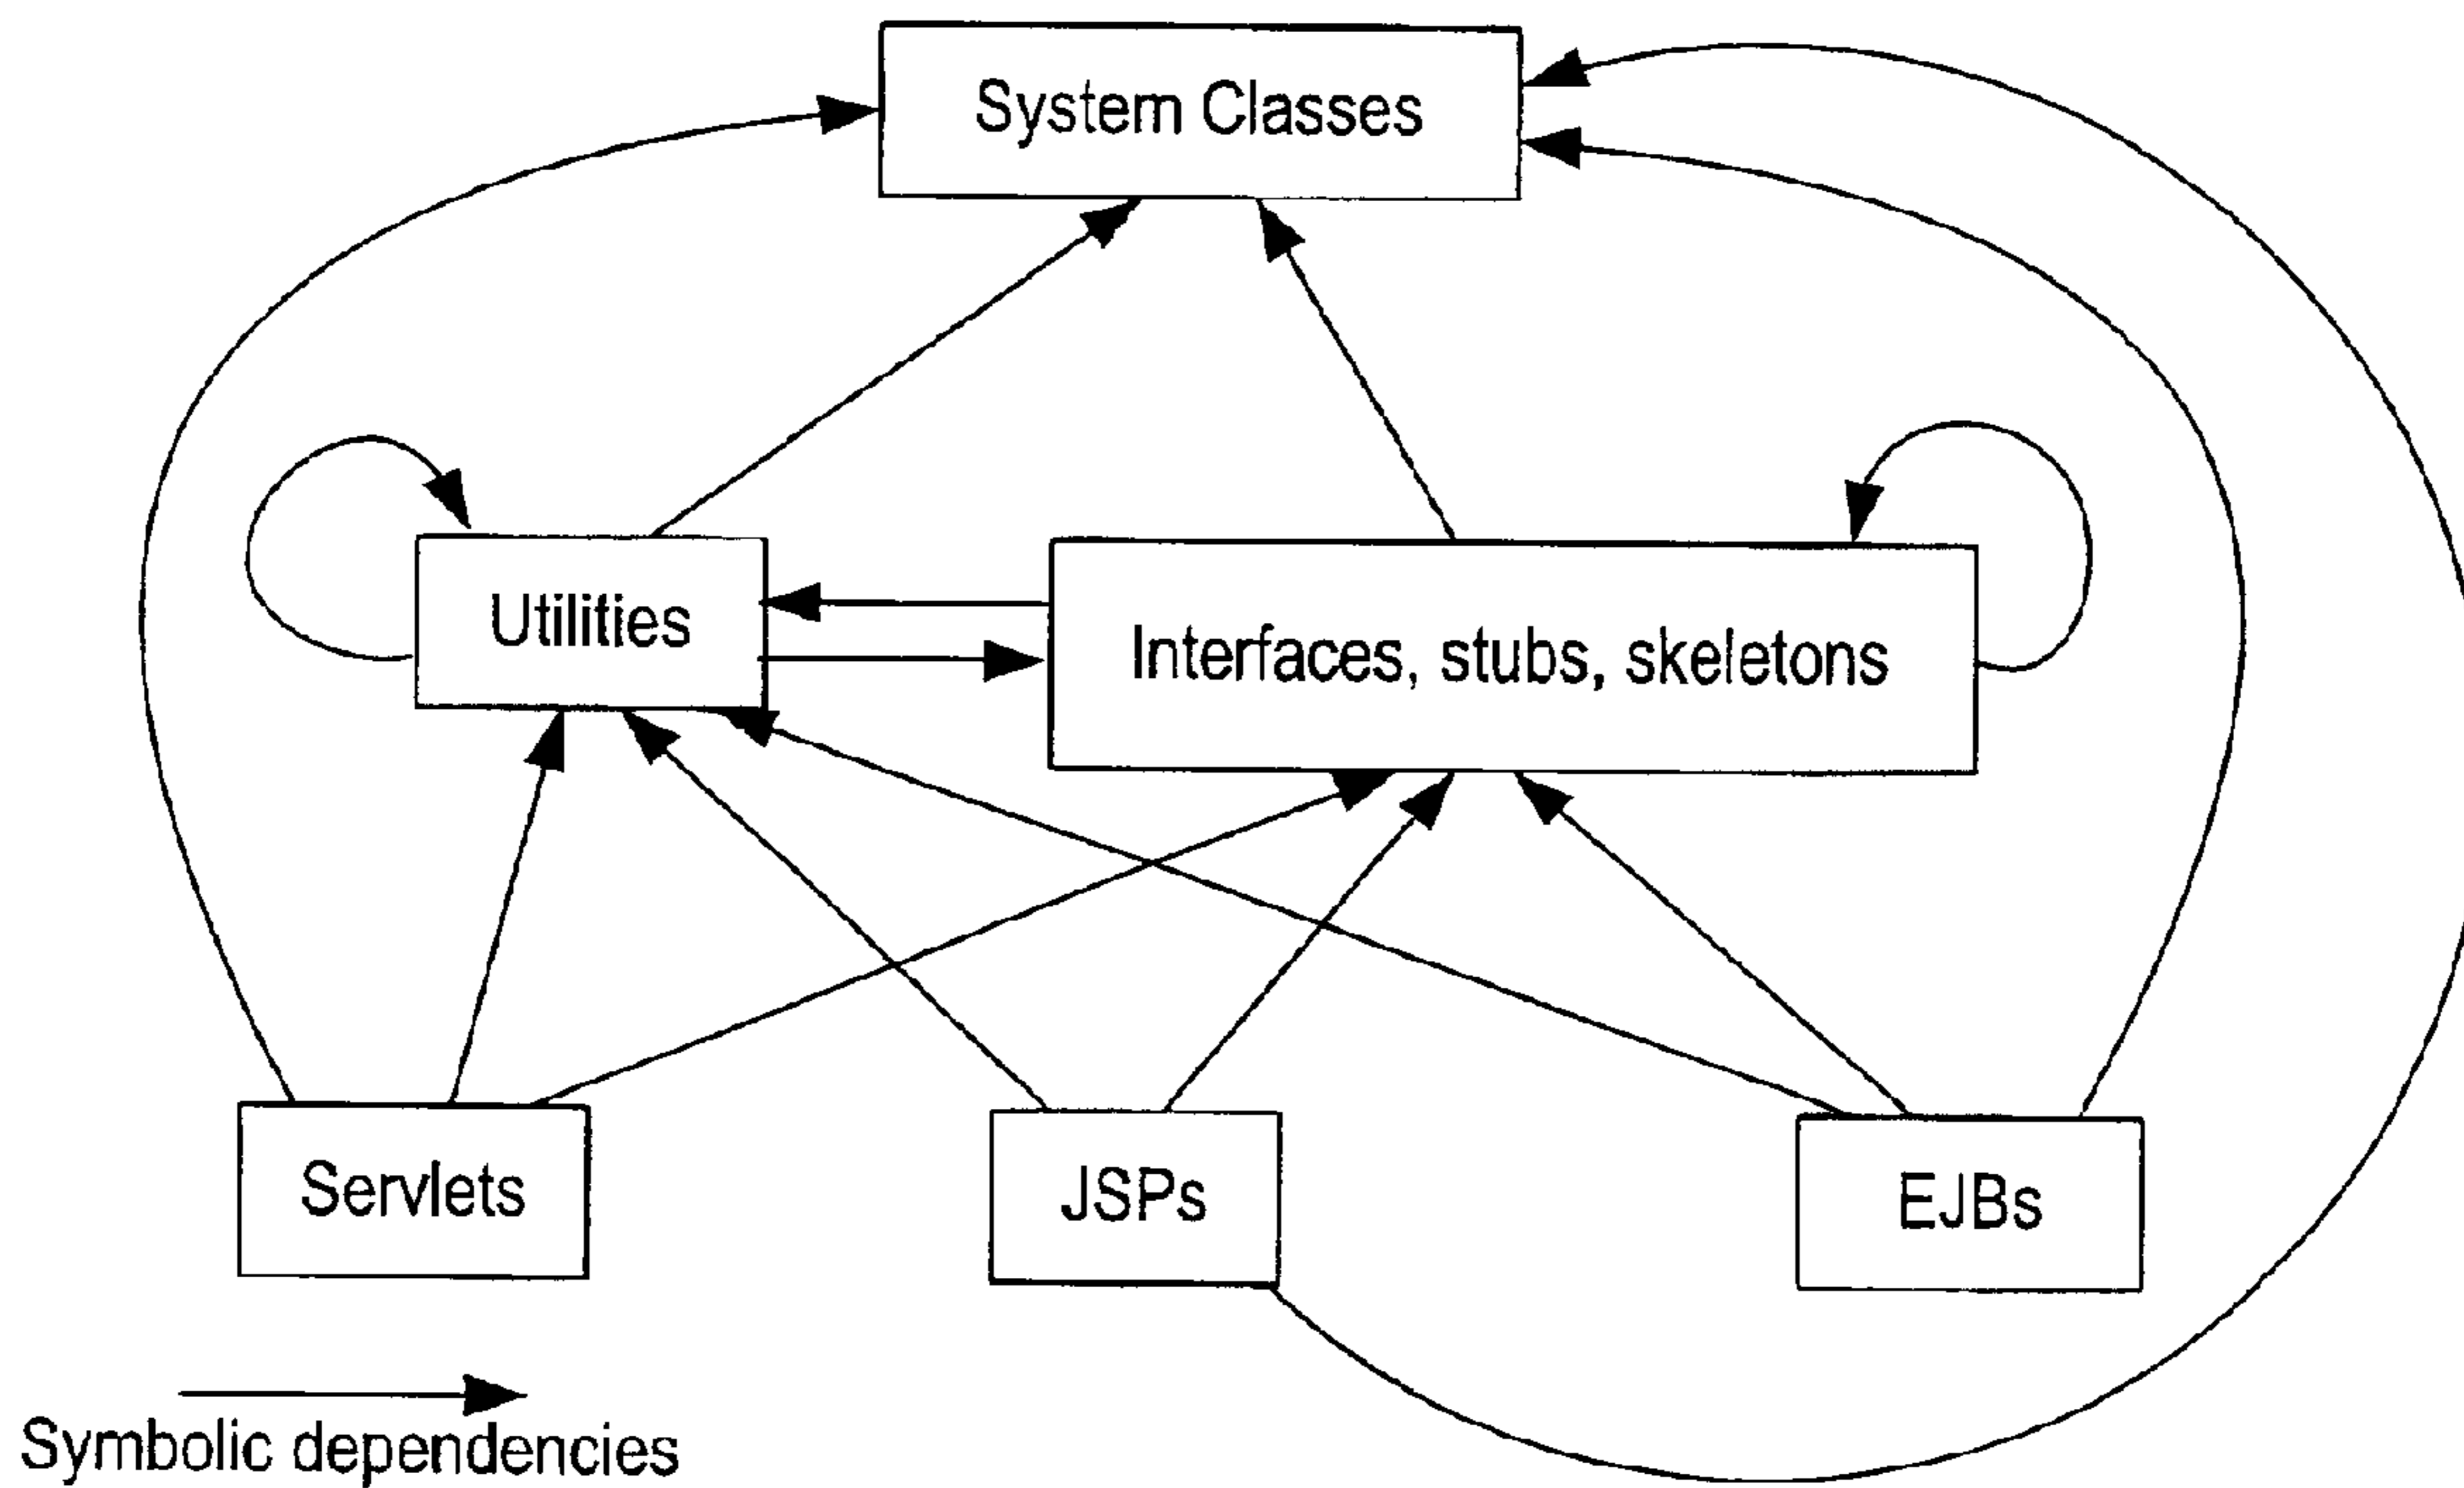 System Classes
Utilities
Interfaces, stubs, skeletons
Servlets
JSPs
EJBs
Symbolic dependencies